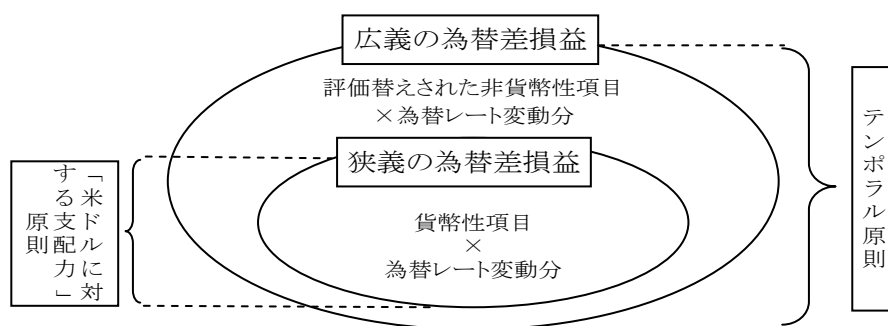 広義の為替差損益
評価替えされた非貨幣性項目
×為替レート変動分
狭義の為替差損益
貨幣性項目
×
為替レート変動分
「米ドルに対
する支配力」
原則
テンポラル原則